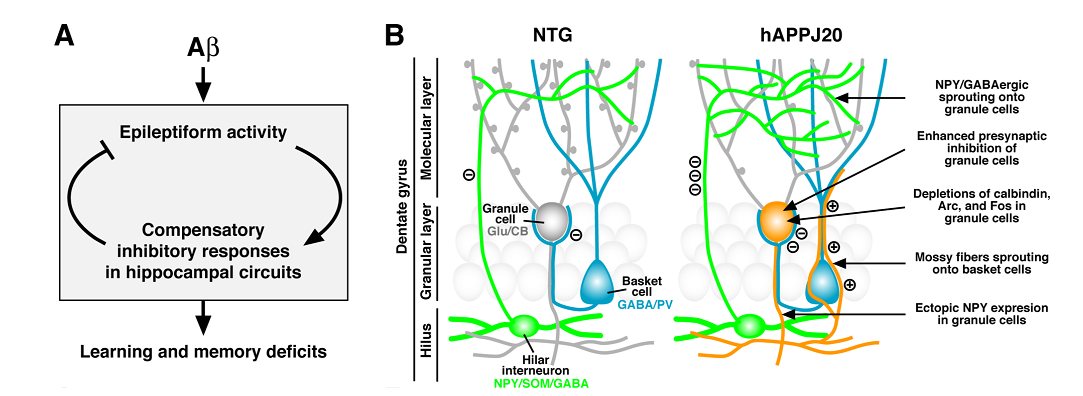 A
Aβ
Epileptiform activity
Compensatory
inhibitory responses
in hippocampal circuits
Learning and memory deficits
B
NTG
hAPPJ20
Dentate gyrus
Molecular layer
Granular layer
Hilus
Granule
cell
Glu/CB
Basket
cell
GABA/PV
Hilar
interneuron
NPY/SOM/GABA
NPY/GABAergic
sprouting onto
granule cells
Enhanced presynaptic
inhibition of
granule cells
Depletions of calbindin,
Arc, and Fos in
granule cells
Mossy fibers sprouting
onto basket cells
Ectopic NPY expresion
in granule cells